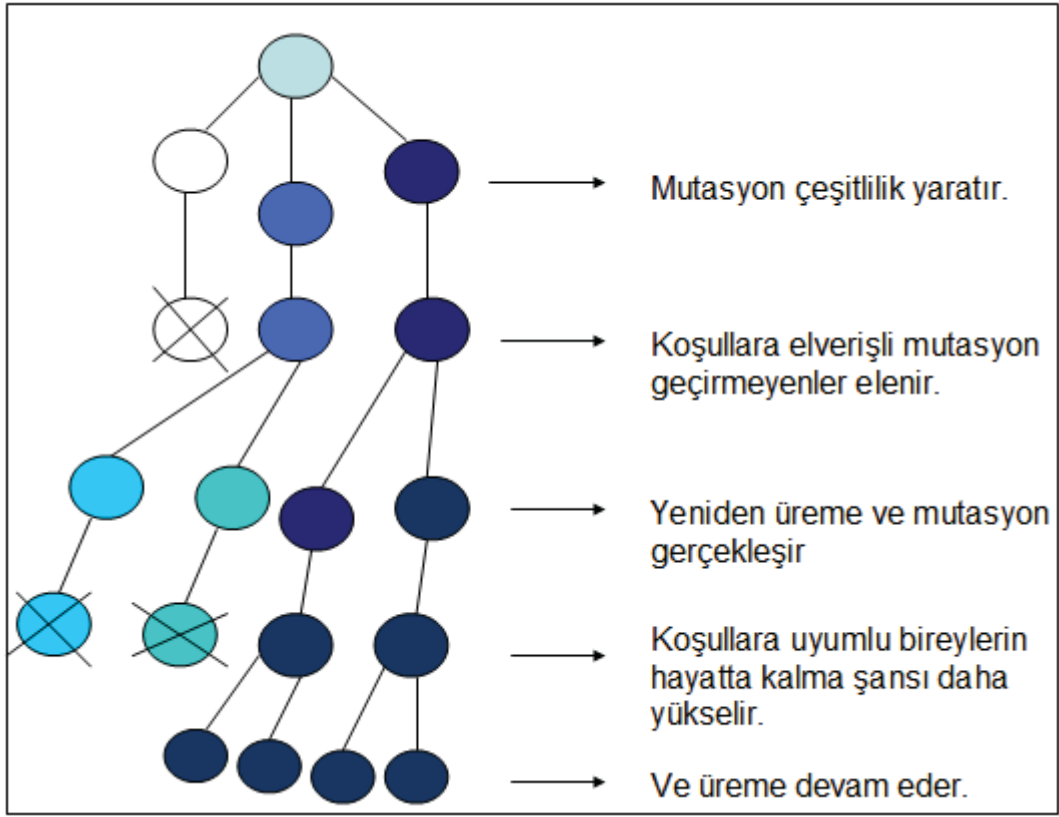 Mutasyon çeşitlilik yaratır.
Koşullara elverişli mutasyon
geçirmeyenler elenir.
Yeniden üreme ve mutasyon
gerçekleşir
Koşullara uyumlu bireylerin
hayatta kalma şansı daha
yükselir.
Ve üreme devam eder.